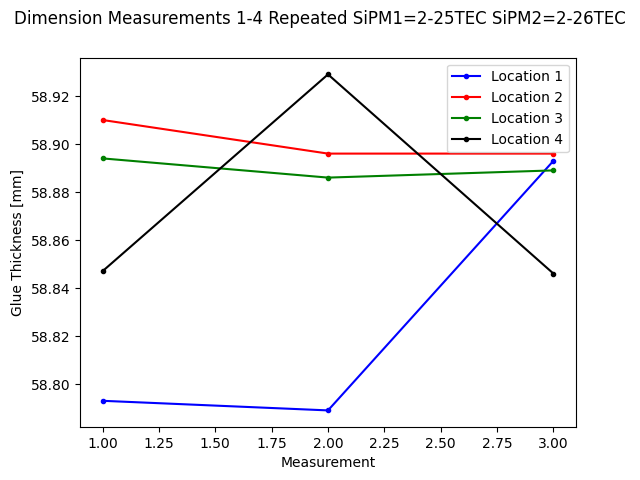 Dimension Measurements 1-4 Repeated SiPM1=2-25TEC SiPM2=2-26TEC
Location 1
Location 2
Location 3
Location 4
58.92
58.90
58.88
58.86
58.84
58.82
58.80
Glue Thickness [mm]
1.00 1.25 1.50 1.75 2.00 2.25 2.50 2.75 3.00
Measurement